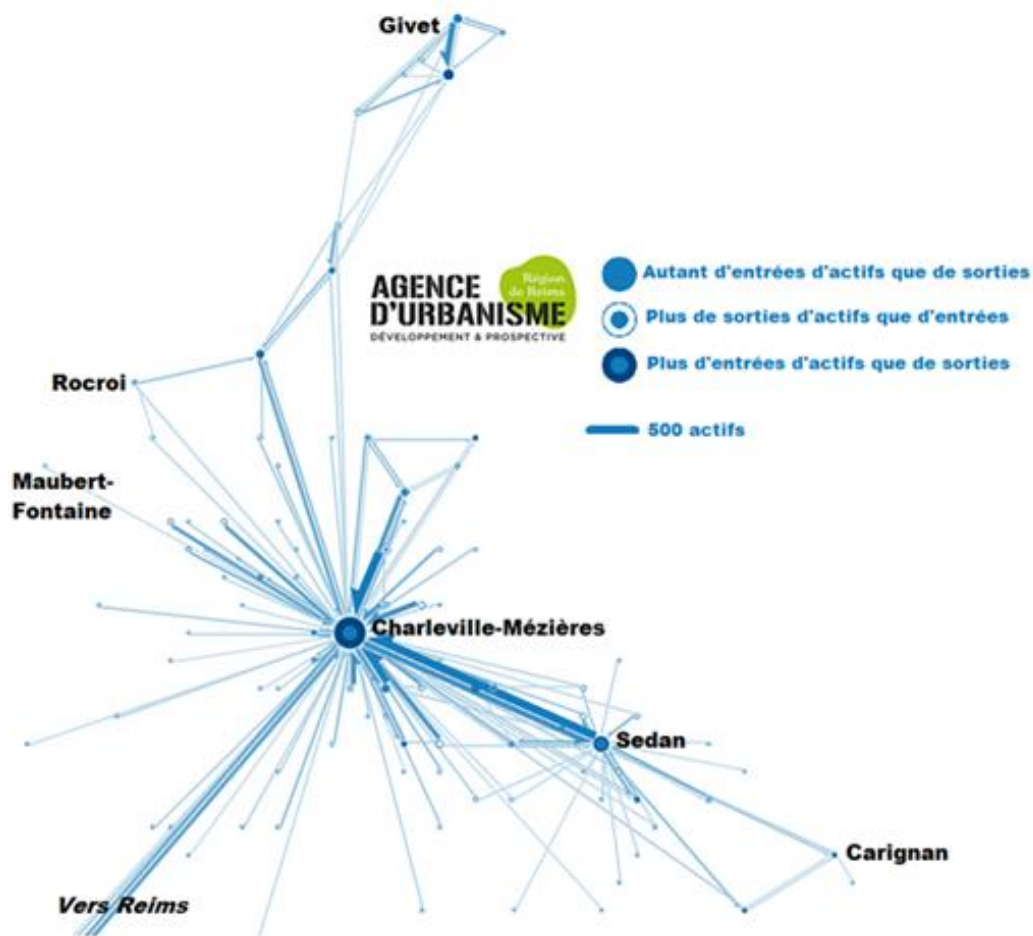 Givet
AGENCE
D'URBANISME
DÉVELOPPEMENT & PROSPECTIVE
Région
de Reims
Autant d'entrées d'actifs que de sorties
Plus de sorties d'actifs que d'entrées
Plus d'entrées d'actifs que de sorties
500 actifs
Rocroi
Maubert-
Fontaine
Charleville-Mézières
Sedan
Carignan
Vers Reims